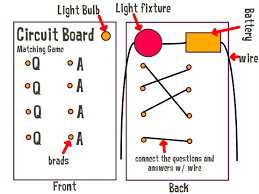 Light Bulb
Light fixture
Battery
Circuit Board
Matching Game
wire
Q A
Q A
Q A
Q A
brads
connect the questions and
answers w/ wire
Front
Back